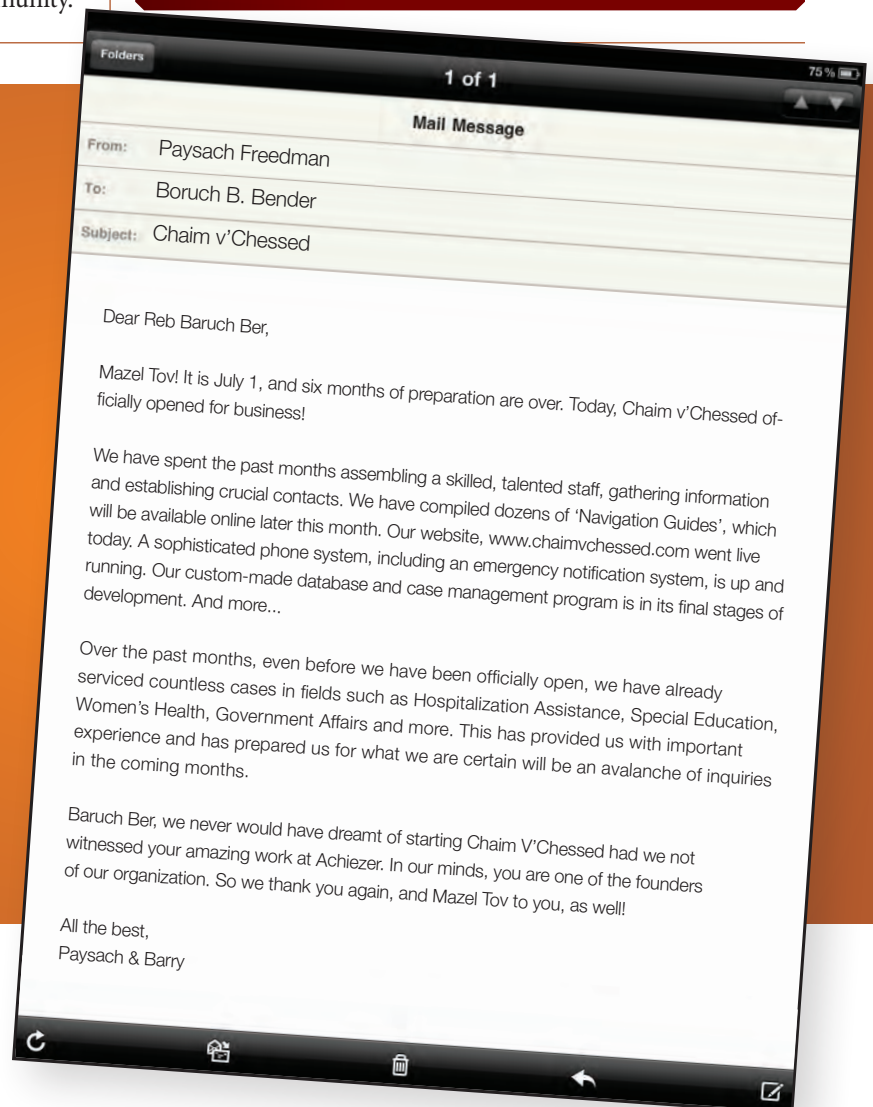 munity.
Folders
1 of 1
75%
Mail Message
From: Paysach Freedman
To: Boruch B. Bender
Subject: Chaim v'Chessed
Dear Reb Baruch Ber,
Mazel Tov! It is July 1, and six months of preparation are over. Today, Chaim v'Chessed of-
ficially opened for business!
We have spent the past months assembling a skilled, talented staff, gathering information
and establishing crucial contacts. We have compiled dozens of 'Navigation Guides', which
will be available online later this month. Our website, www.chaimvchessed.com went live
today. A sophisticated phone system, including an emergency notification system, is up and
running. Our custom-made database and case management program is in its final stages of
development. And more...
Over the past months, even before we have been officially open, we have already
serviced countless cases in fields such as Hospitalization Assistance, Special Education,
Women's Health, Government Affairs and more. This has provided us with important
experience and has prepared us for what we are certain will be an avalanche of inquiries
in the coming months.
Baruch Ber, we never would have dreamt of starting Chaim V'Chessed had we not
witnessed your amazing work at Achiezer. In our minds, you are one of the founders
of our organization. So we thank you again, and Mazel Tov to you, as well!
All the best,
Paysach & Barry